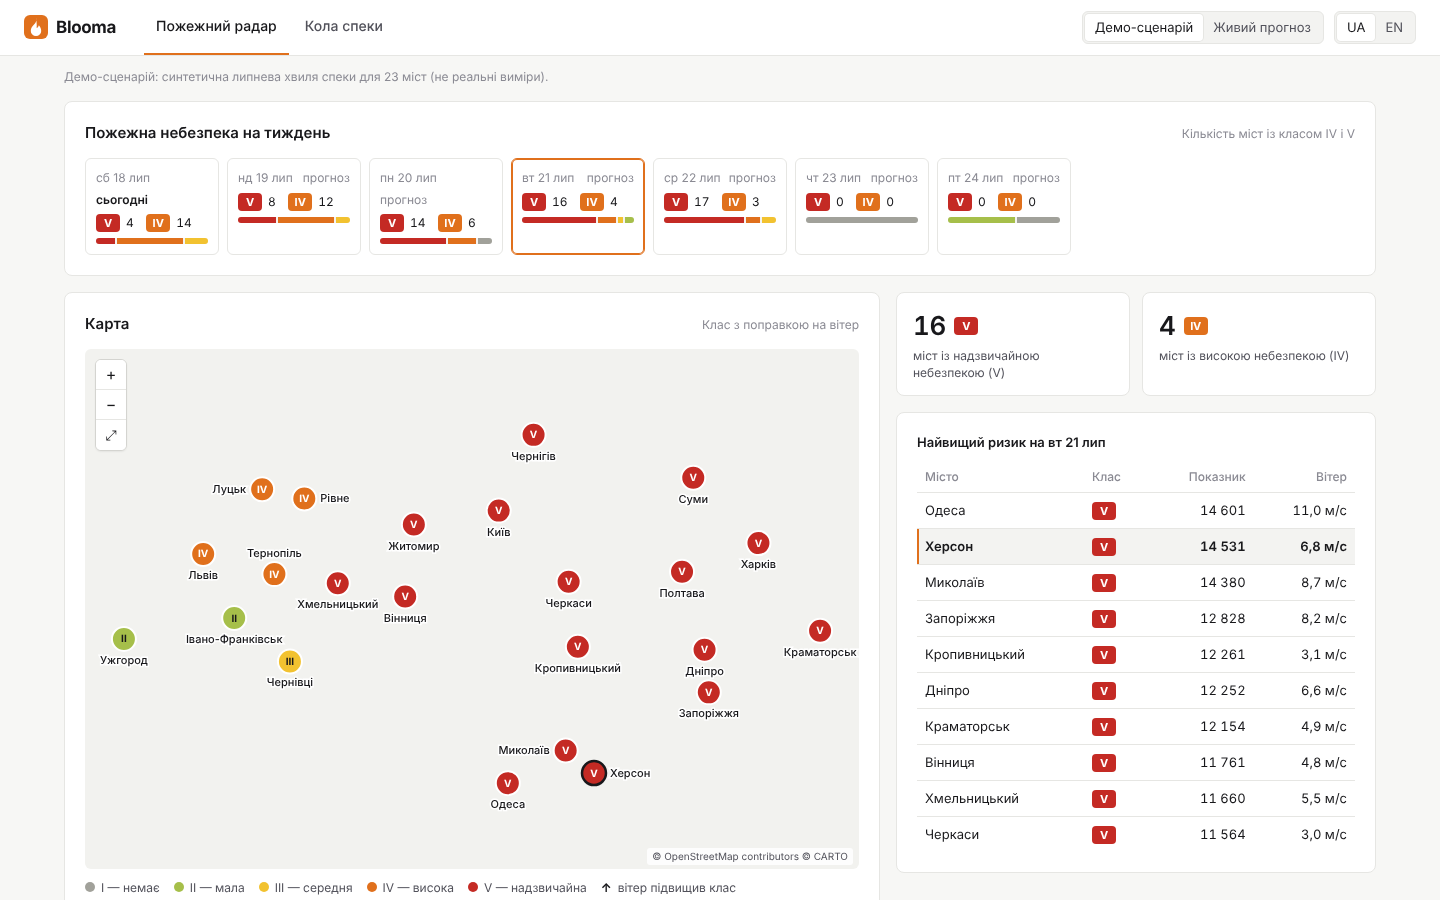 Blooma
Пожежний радар
Кола спеки
Демо-сценарій
Живий прогноз
UA
EN
Демо-сценарій: синтетична липнева хвиля спеки для 23 міст (не реальні виміри).
Пожежна небезпека на тиждень
Кількість міст із класом IV і V
сб 18 лип
сьогодні
V 4 IV 14
нд 19 лип прогноз
V 8 IV 12
пн 20 лип
прогноз
V 14 IV 6
вт 21 лип прогноз
V 16 IV 4
ср 22 лип прогноз
V 17 IV 3
чт 23 лип прогноз
V 0 IV 0
пт 24 лип прогноз
V 0 IV 0
Карта
Клас з поправкою на вітер
+
−
V
Чернігів
V
Суми
Луцьк IV
IV Рівне
V
Київ
V
Житомир
V
Харків
IV
Львів
Тернопіль
IV
V
Хмельницький
V
Вінниця
V
Черкаси
V
Полтава
II
Івано-Франківськ
II
Ужгород
III
Чернівці
V
Кропивницький
V
Дніпро
V
Краматорськ
V
Запоріжжя
Миколаїв V
V Херсон
V
Одеса
© OpenStreetMap contributors © CARTO
I — немає
II — мала
III — середня
IV — висока
V — надзвичайна
↑ вітер підвищив клас
16 V
міст із надзвичайною
небезпекою (V)
4 IV
міст із високою небезпекою (IV)
Найвищий ризик на вт 21 лип
Місто Клас Показник Вітер
Одеса V 14 601 11,0 м/с
Херсон V 14 531 6,8 м/с
Миколаїв V 14 380 8,7 м/с
Запоріжжя V 12 828 8,2 м/с
Кропивницький V 12 261 3,1 м/с
Дніпро V 12 252 6,6 м/с
Краматорськ V 12 154 4,9 м/с
Вінниця V 11 761 4,8 м/с
Хмельницький V 11 660 5,5 м/с
Черкаси V 11 564 3,0 м/с